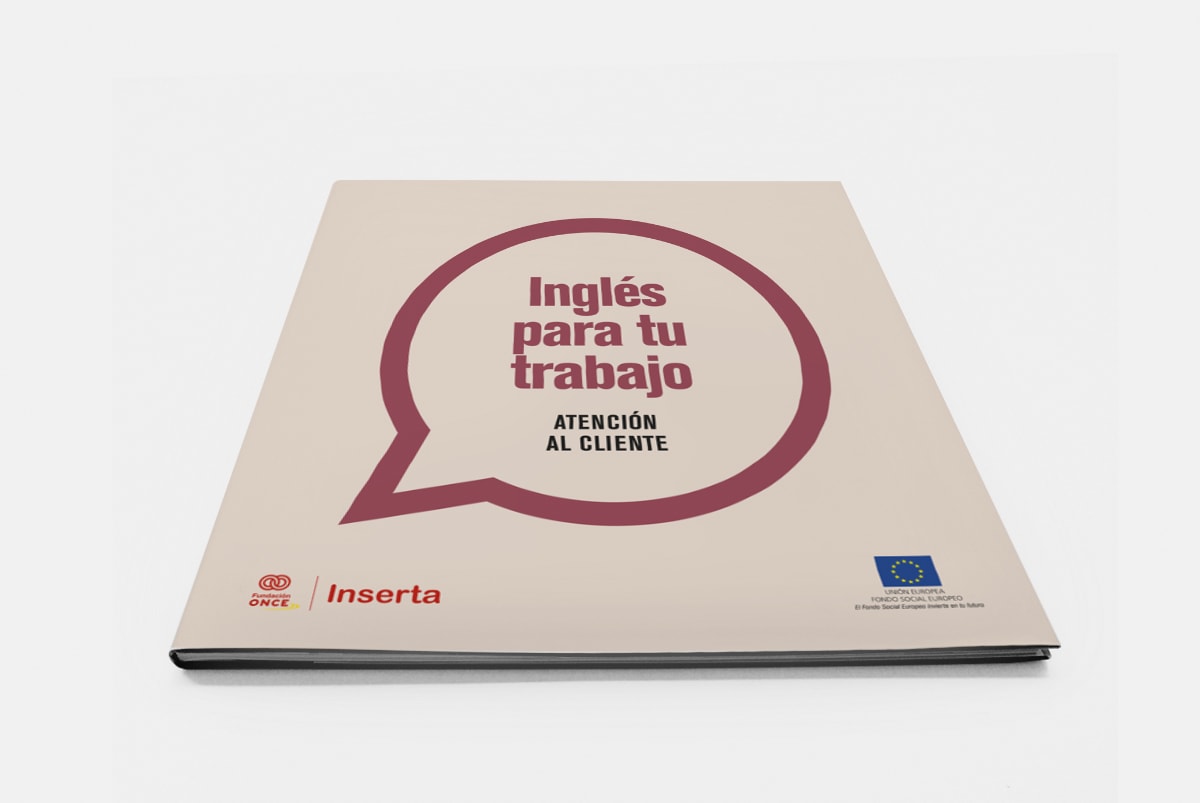 Inglés
para tu
trabajo
ATENCIÓN
AL CLIENTE
Fundación
ONCE
Inserta
UNIÓN EUROPEA
FONDO SOCIAL EUROPEO
El Fondo Social Europeo invierte en tu futuro